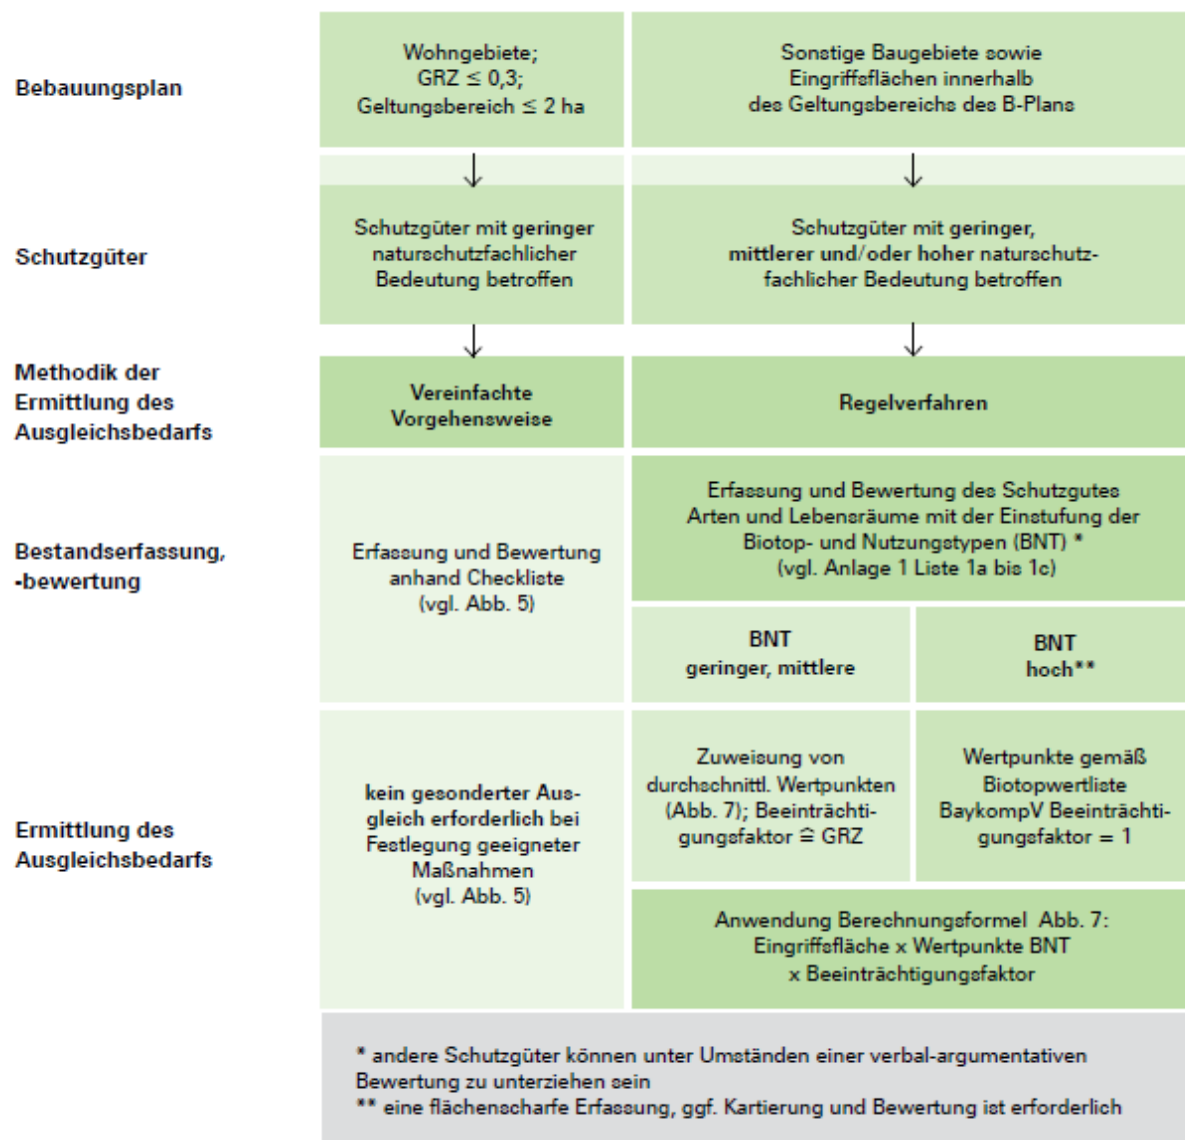 Bebauungsplan
Wohngebiete;
GRZ ≤ 0,3;
Geltungsbereich ≤ 2 ha
Sonstige Baugebiete sowie
Eingriffsflächen innerhalb
des Geltungsbereichs des B-Plans
Schutzgüter
Schutzgüter mit geringer
naturschutzfachlicher
Bedeutung betroffen
Schutzgüter mit geringer,
mittlerer und/oder hoher naturschutz-
fachlicher Bedeutung betroffen
Methodik der
Ermittlung des
Ausgleichsbedarfs
Vereinfachte
Vorgehensweise
Regelverfahren
Bestandserfassung,
-bewertung
Erfassung und Bewertung
anhand Checkliste
(vgl. Abb. 5)
Erfassung und Bewertung des Schutzgutes
Arten und Lebensräume mit der Einstufung der
Biotop- und Nutzungstypen (BNT) *
(vgl. Anlage 1 Liste 1a bis 1c)
BNT
geringer, mittlere
BNT
hoch**
Ermittlung des
Ausgleichsbedarfs
kein gesonderter Aus-
gleich erforderlich bei
Festlegung geeigneter
Maßnahmen
(vgl. Abb. 5)
Zuweisung von
durchschnittl. Wertpunkten
(Abb. 7); Beeinträchti-
gungsfaktor ≙ GRZ
Wertpunkte gemäß
Biotopwertliste
BaykompV Beeinträchti-
gungsfaktor = 1
Anwendung Berechnungsformel Abb. 7:
Eingriffsfläche x Wertpunkte BNT
x Beeinträchtigungsfaktor
* andere Schutzgüter können unter Umständen einer verbal-argumentativen
Bewertung zu unterziehen sein
** eine flächenscharfe Erfassung, ggf. Kartierung und Bewertung ist erforderlich